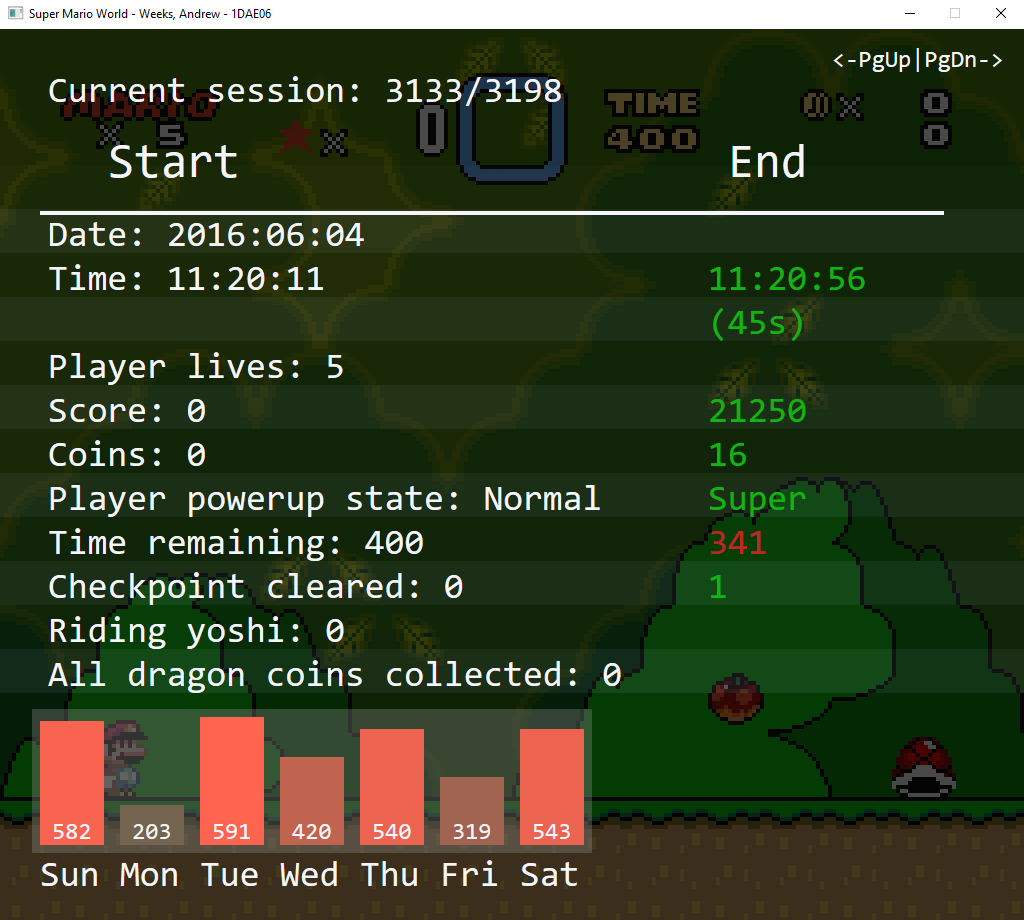 Super Mario World - Weeks, Andrew - 1DAE06
<-PgUp|PgDn->
Current session: 3133/3198
MARIO TIME
X 5 X 0 400 X 0 0
Start End
Date: 2016:06:04
Time: 11:20:11 11:20:56
(45s)
Player lives: 5
Score: 0 21250
Coins: 0 16
Player powerup state: Normal Super
Time remaining: 400 341
Checkpoint cleared: 0 1
Riding yoshi: 0
All dragon coins collected: 0
582 203 591 420 540 319 543
Sun Mon Tue Wed Thu Fri Sat